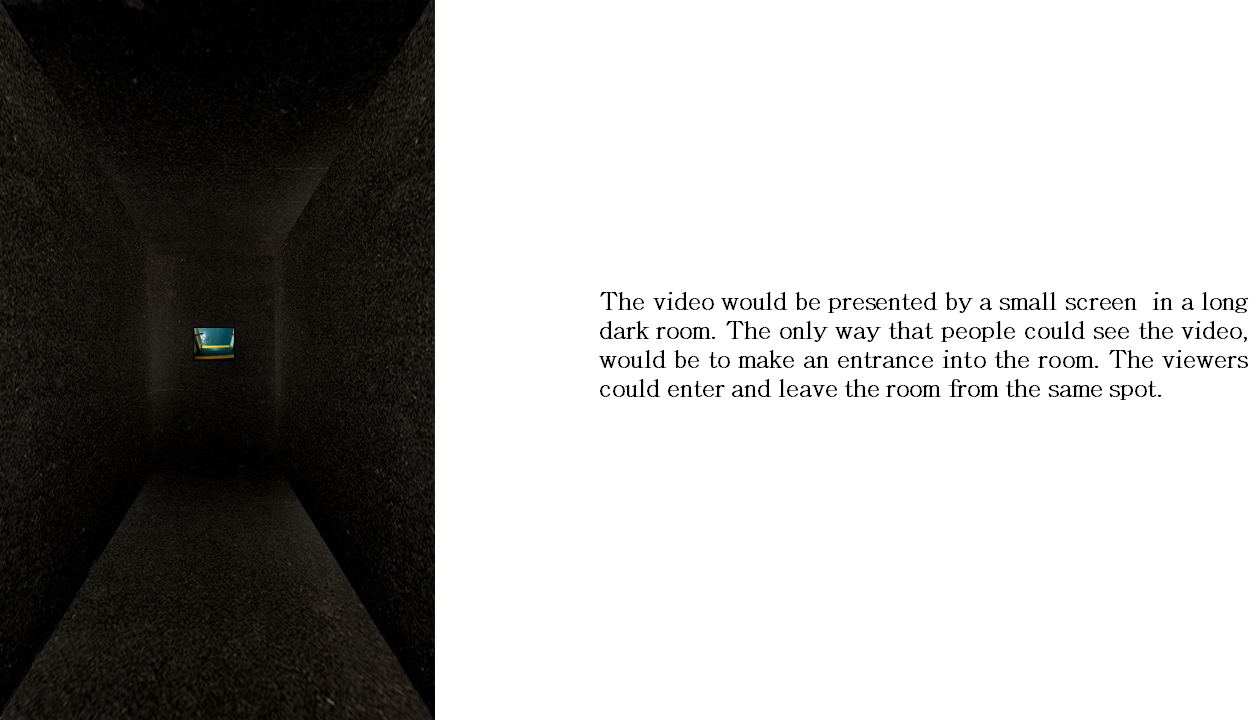 The video would be presented by a small screen  in a long
dark room. The only way that people could see the video,
would be to make an entrance into the room. The viewers
could enter and leave the room from the same spot.